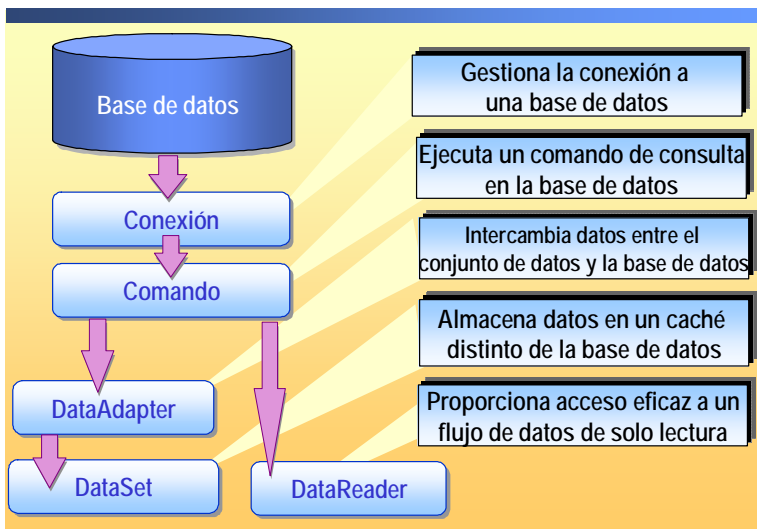 Base de datos
Conexión
Comando
DataAdapter
DataSet
DataReader
Gestiona la conexión a
una base de datos
Ejecuta un comando de consulta
en la base de datos
Intercambia datos entre el
conjunto de datos y la base de datos
Almacena datos en un caché
distinto de la base de datos
Proporciona acceso eficaz a un
flujo de datos de solo lectura